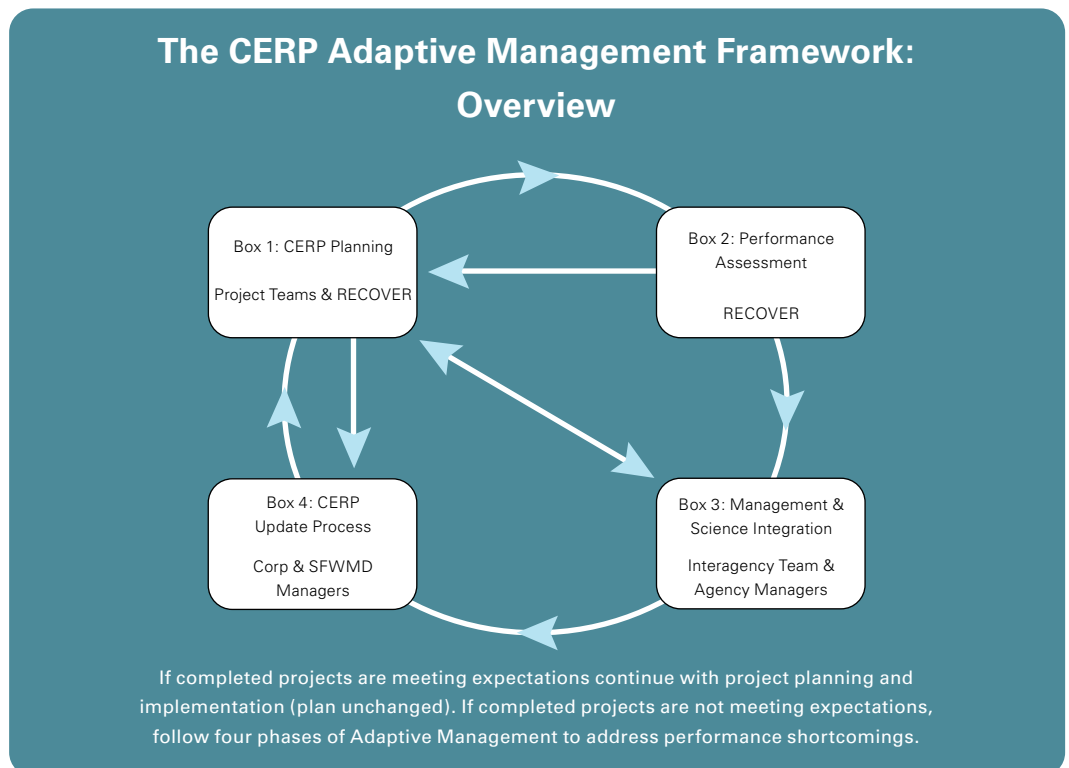 The CERP Adaptive Management Framework:
Overview
Box 1: CERP Planning
Project Teams & RECOVER
Box 2: Performance
Assessment
RECOVER
Box 4: CERP
Update Process
Corp & SFWMD
Managers
Box 3: Management &
Science Integration
Interagency Team &
Agency Managers
If completed projects are meeting expectations continue with project planning and
implementation (plan unchanged). If completed projects are not meeting expectations,
follow four phases of Adaptive Management to address performance shortcomings.